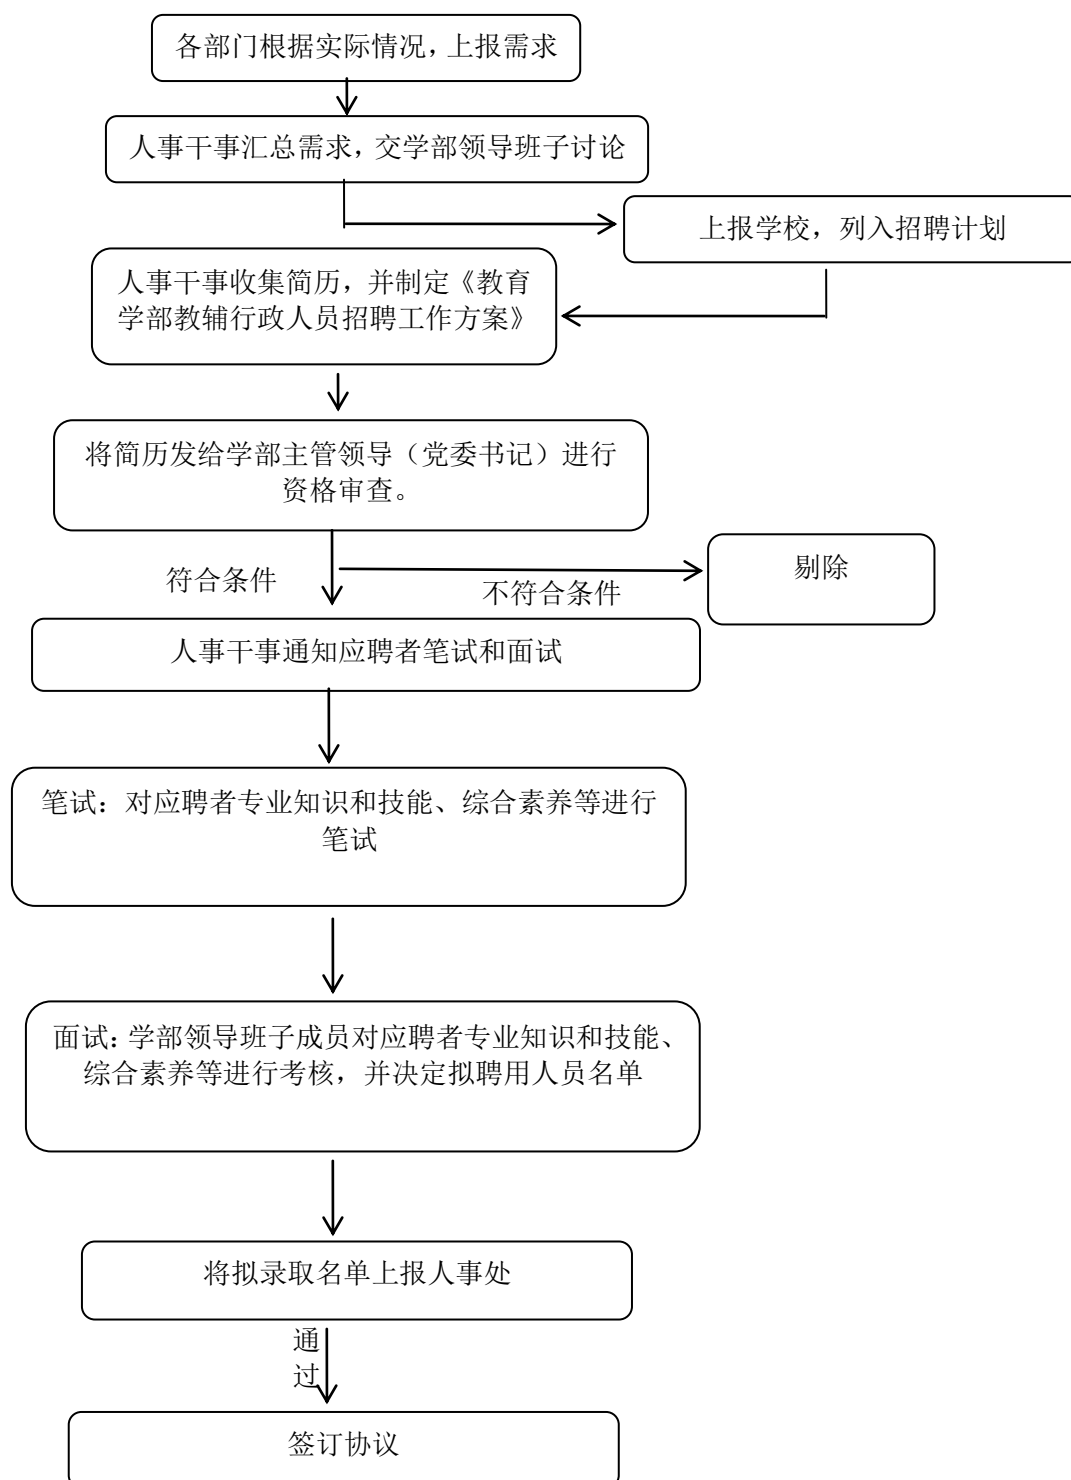 各部门根据实际情况，上报需求
人事干事汇总需求，交学部领导班子讨论
上报学校，列入招聘计划
人事干事收集简历，并制定《教育
学部教辅行政人员招聘工作方案》
将简历发给学部主管领导（党委书记）进行
资格审查。
符合条件
不符合条件
剔除
人事干事通知应聘者笔试和面试
笔试：对应聘者专业知识和技能、综合素养等进行
笔试
面试：学部领导班子成员对应聘者专业知识和技能、
综合素养等进行考核，并决定拟聘用人员名单
将拟录取名单上报人事处
通
过
签订协议